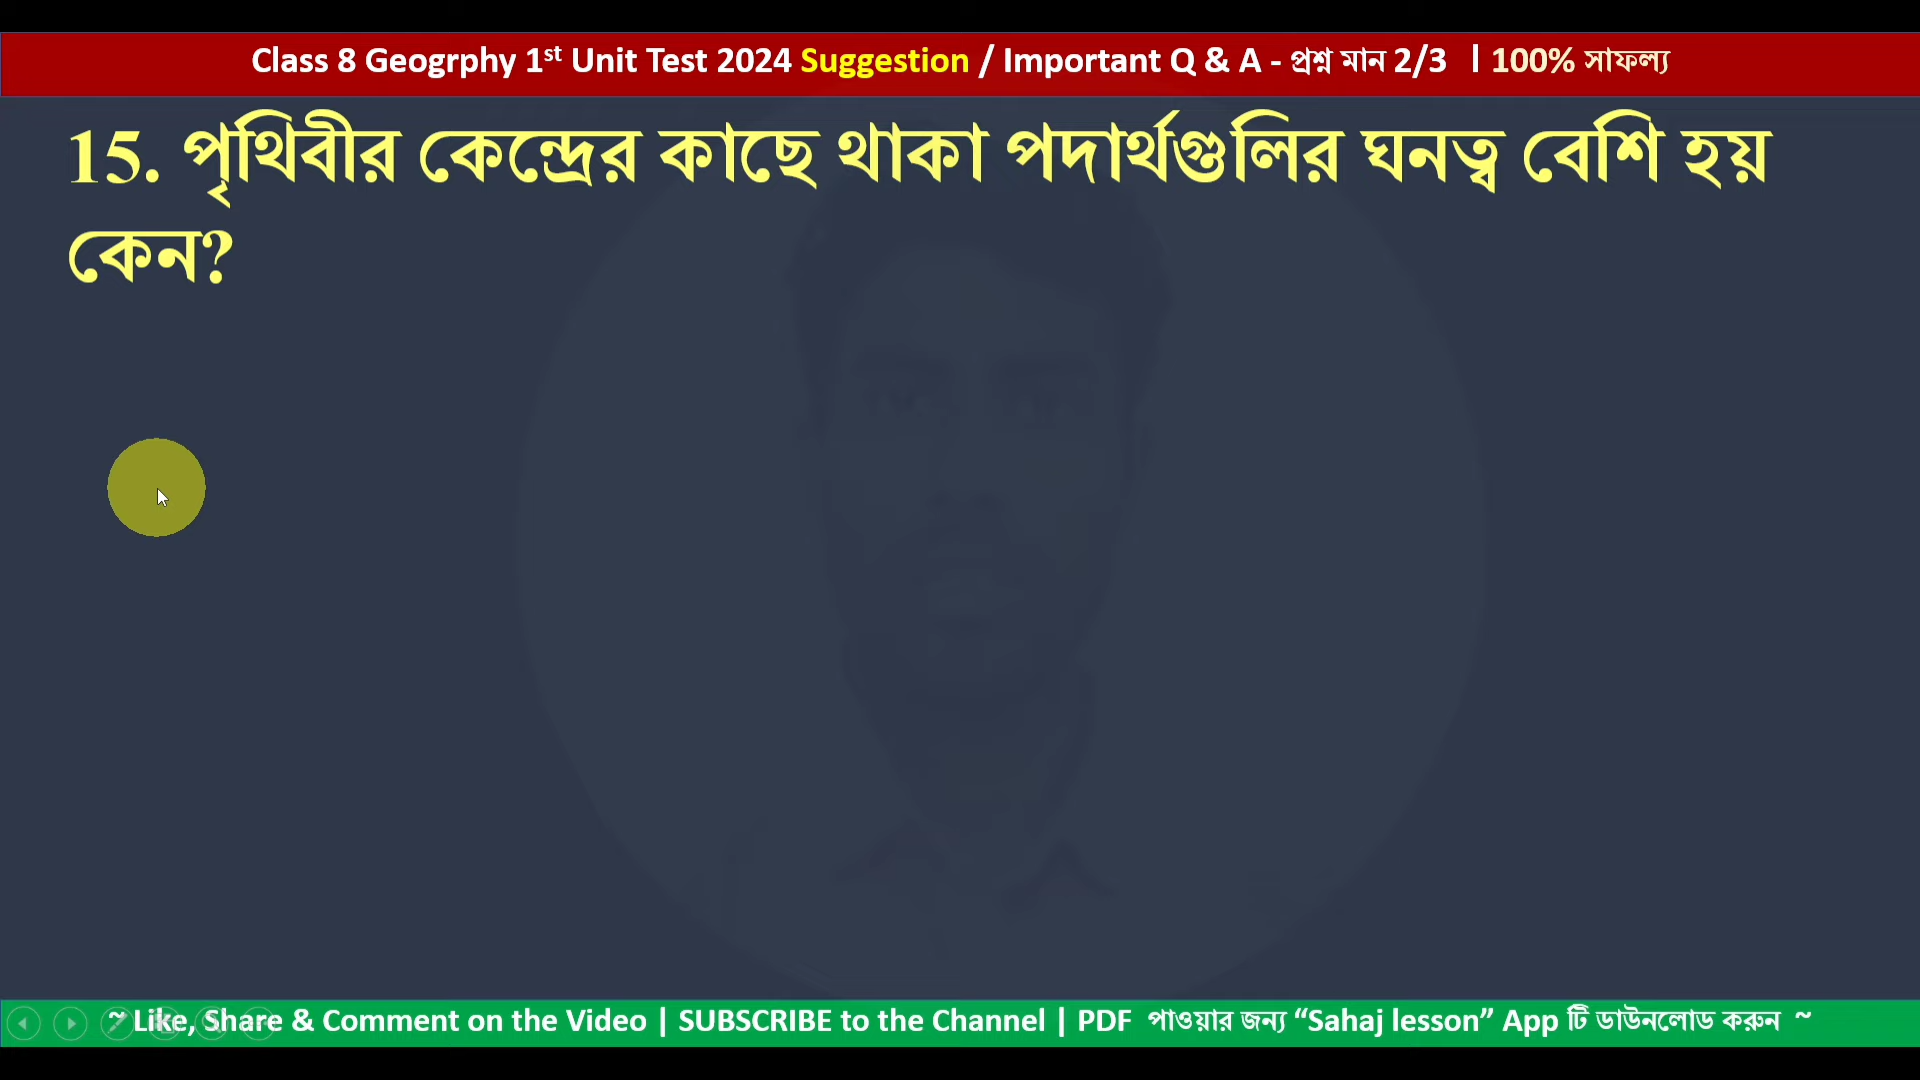 Class 8 Geogrphy 1st Unit Test 2024 Suggestion / Important Q & A - প্রশ্ন মান 2/3 । 100% সাফল্য
15. পৃথিবীর কেন্দ্রের কাছে থাকা পদার্থগুলির ঘনত্ব বেশি হয়
কেন?
~ Like, Share & Comment on the Video | SUBSCRIBE to the Channel | PDF পাওয়ার জন্য “Sahaj lesson” App টি ডাউনলোড করুন ~